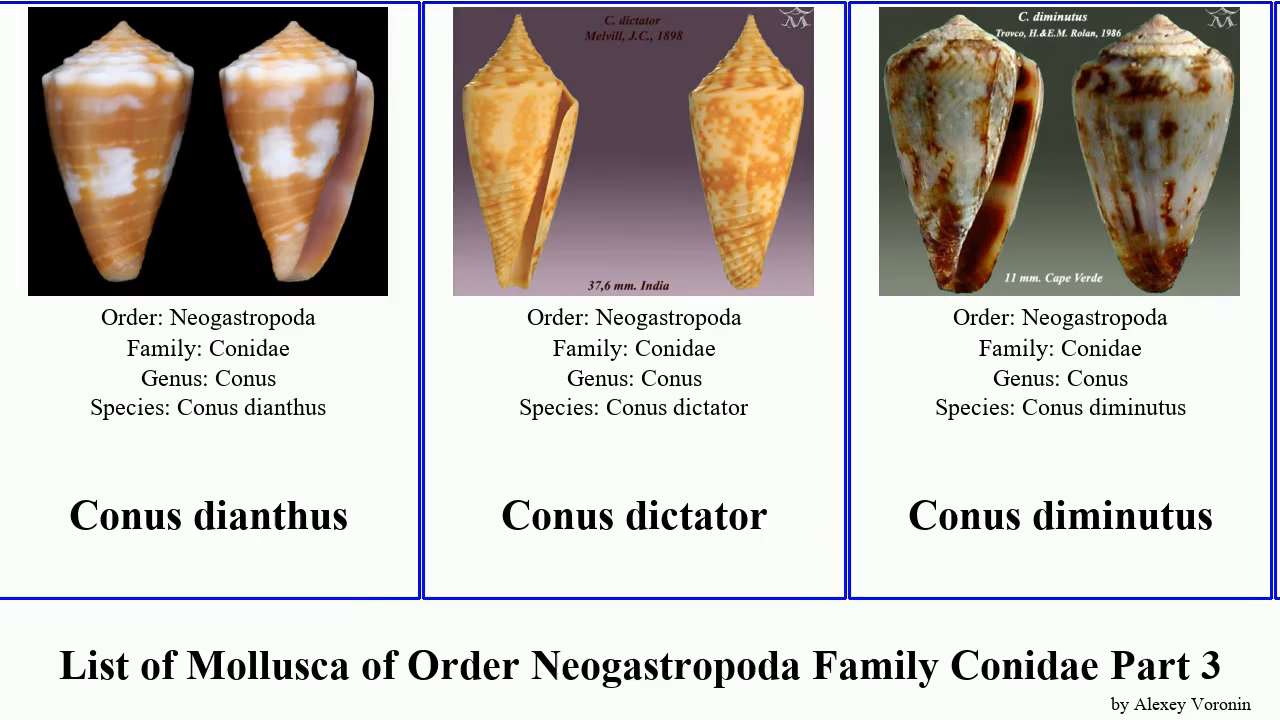 C. dictator
Melvill, J.C., 1898
37,6 mm. India
C. diminutus
Trovco, H.&E.M. Rolan, 1986
11 mm. Cape Verde
Order: Neogastropoda
Family: Conidae
Genus: Conus
Species: Conus dianthus
Conus dianthus
Order: Neogastropoda
Family: Conidae
Genus: Conus
Species: Conus dictator
Conus dictator
Order: Neogastropoda
Family: Conidae
Genus: Conus
Species: Conus diminutus
Conus diminutus
List of Mollusca of Order Neogastropoda Family Conidae Part 3
by Alexey Voronin